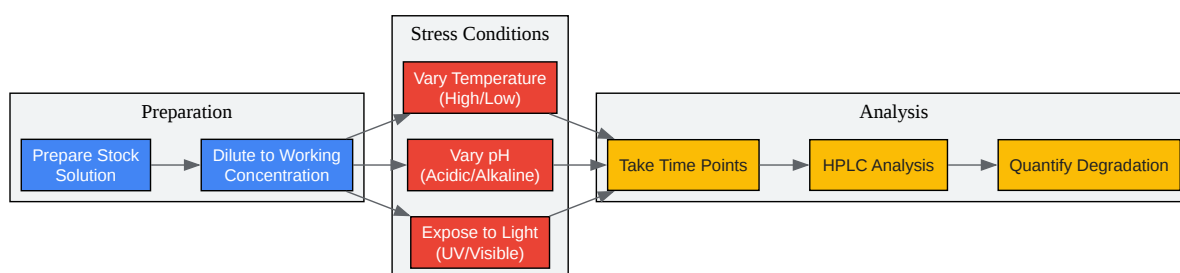 Stress Conditions
Vary Temperature
(High/Low)
Preparation
Analysis
Prepare Stock
Solution
Dilute to Working
Concentration
Vary pH
(Acidic/Alkaline)
Take Time Points
HPLC Analysis
Quantify Degradation
Expose to Light
(UV/Visible)